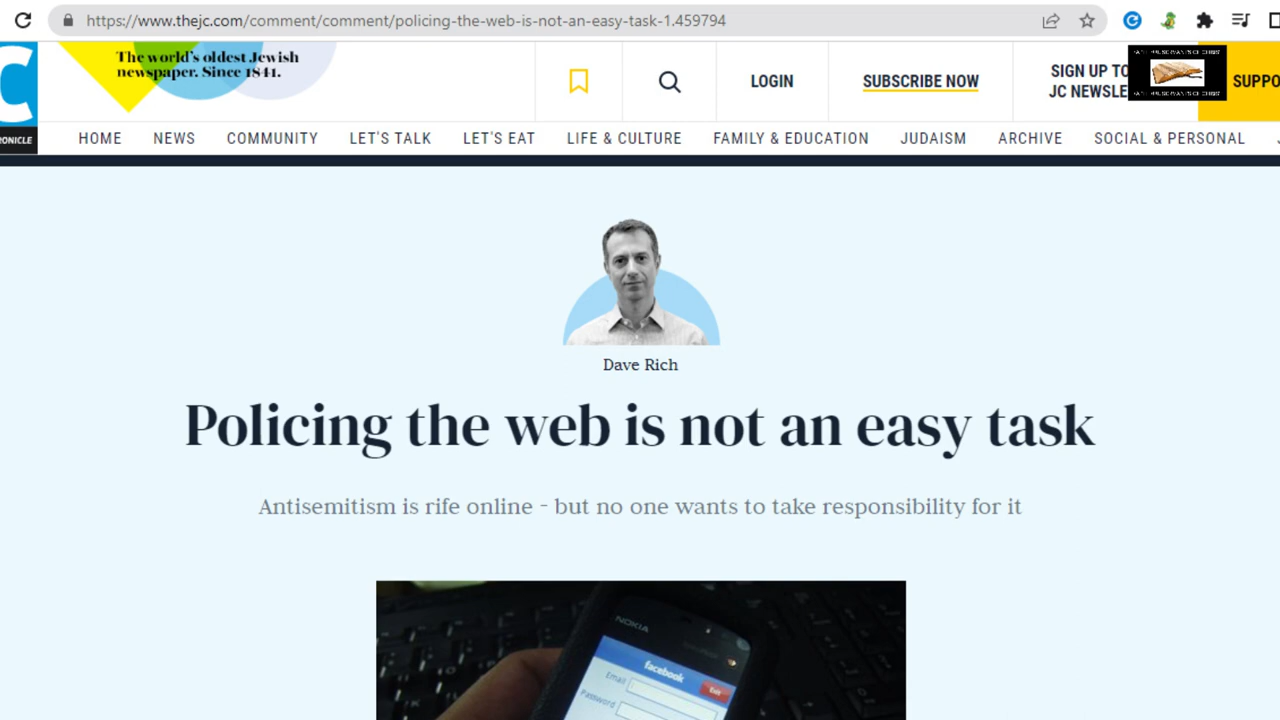 https://www.thejc.com/comment/comment/policing-the-web-is-not-an-easy-task-1.459794
The world's oldest Jewish
newspaper. Since 1841.
LOGIN
SUBSCRIBE NOW
SIGN UP TO
JC NEWSLE
SUPPO
C
RONICLE
HOME NEWS COMMUNITY LET'S TALK LET'S EAT LIFE & CULTURE FAMILY & EDUCATION JUDAISM ARCHIVE SOCIAL & PERSONAL
Dave Rich
Policing the web is not an easy task
Antisemitism is rife online - but no one wants to take responsibility for it
NOKIA
facebook
Email
Exit
Password